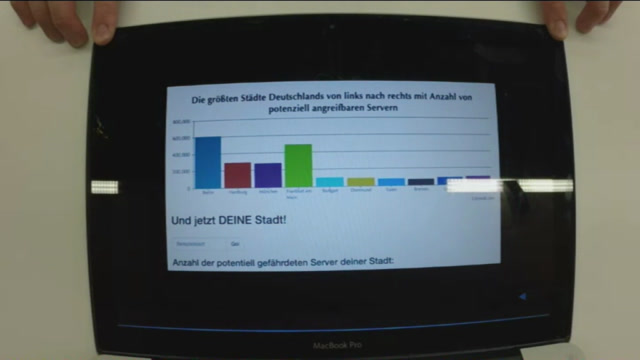 Die größten Städte Deutschlands von links nach rechts mit Anzahl von
potenziell angreifbaren Servern
800,000
600,000
400,000
200,000
0
Berlin Hamburg München Frankfurt am Stuttgart Dortmund Essen Bremen
Main
Und jetzt DEINE Stadt!
Go!
Anzahl der potentiell gefährdeten Server deiner Stadt:
MacBook Pro